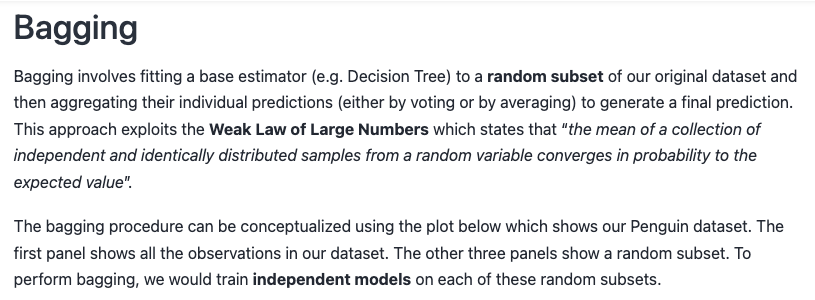 Bagging
Bagging involves fitting a base estimator (e.g. Decision Tree) to a random subset of our original dataset and
then aggregating their individual predictions (either by voting or by averaging) to generate a final prediction.
This approach exploits the Weak Law of Large Numbers which states that "the mean of a collection of
independent and identically distributed samples from a random variable converges in probability to the
expected value".
The bagging procedure can be conceptualized using the plot below which shows our Penguin dataset. The
first panel shows all the observations in our dataset. The other three panels show a random subset. To
perform bagging, we would train independent models on each of these random subsets.